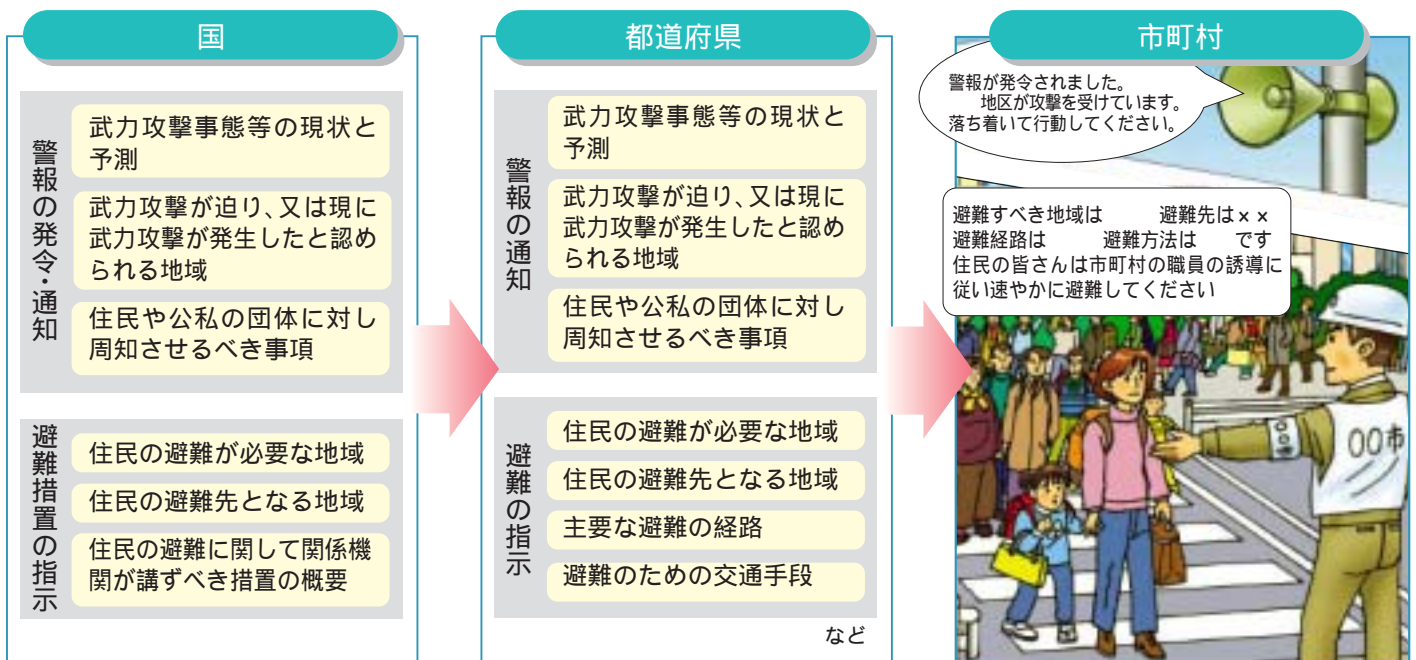 国
警報の発令・通知
武力攻撃事態等の現状と
予測
武力攻撃が迫り、又は現に
武力攻撃が発生したと認め
られる地域
住民や公私の団体に対し
周知させるべき事項
避難措置の指示
住民の避難が必要な地域
住民の避難先となる地域
住民の避難に関して関係機
関が講ずべき措置の概要
都道府県
警報の通知
武力攻撃事態等の現状と
予測
武力攻撃が迫り、又は現に
武力攻撃が発生したと認め
られる地域
住民や公私の団体に対し
周知させるべき事項
避難の指示
住民の避難が必要な地域
住民の避難先となる地域
主要な避難の経路
避難のための交通手段
など
市町村
警報が発令されました。
地区が攻撃を受けています。
落ち着いて行動してください。
避難すべき地域は　　避難先は××
避難経路は　　避難方法は　　です
住民の皆さんは市町村の職員の誘導に
従い速やかに避難してください
〇〇市